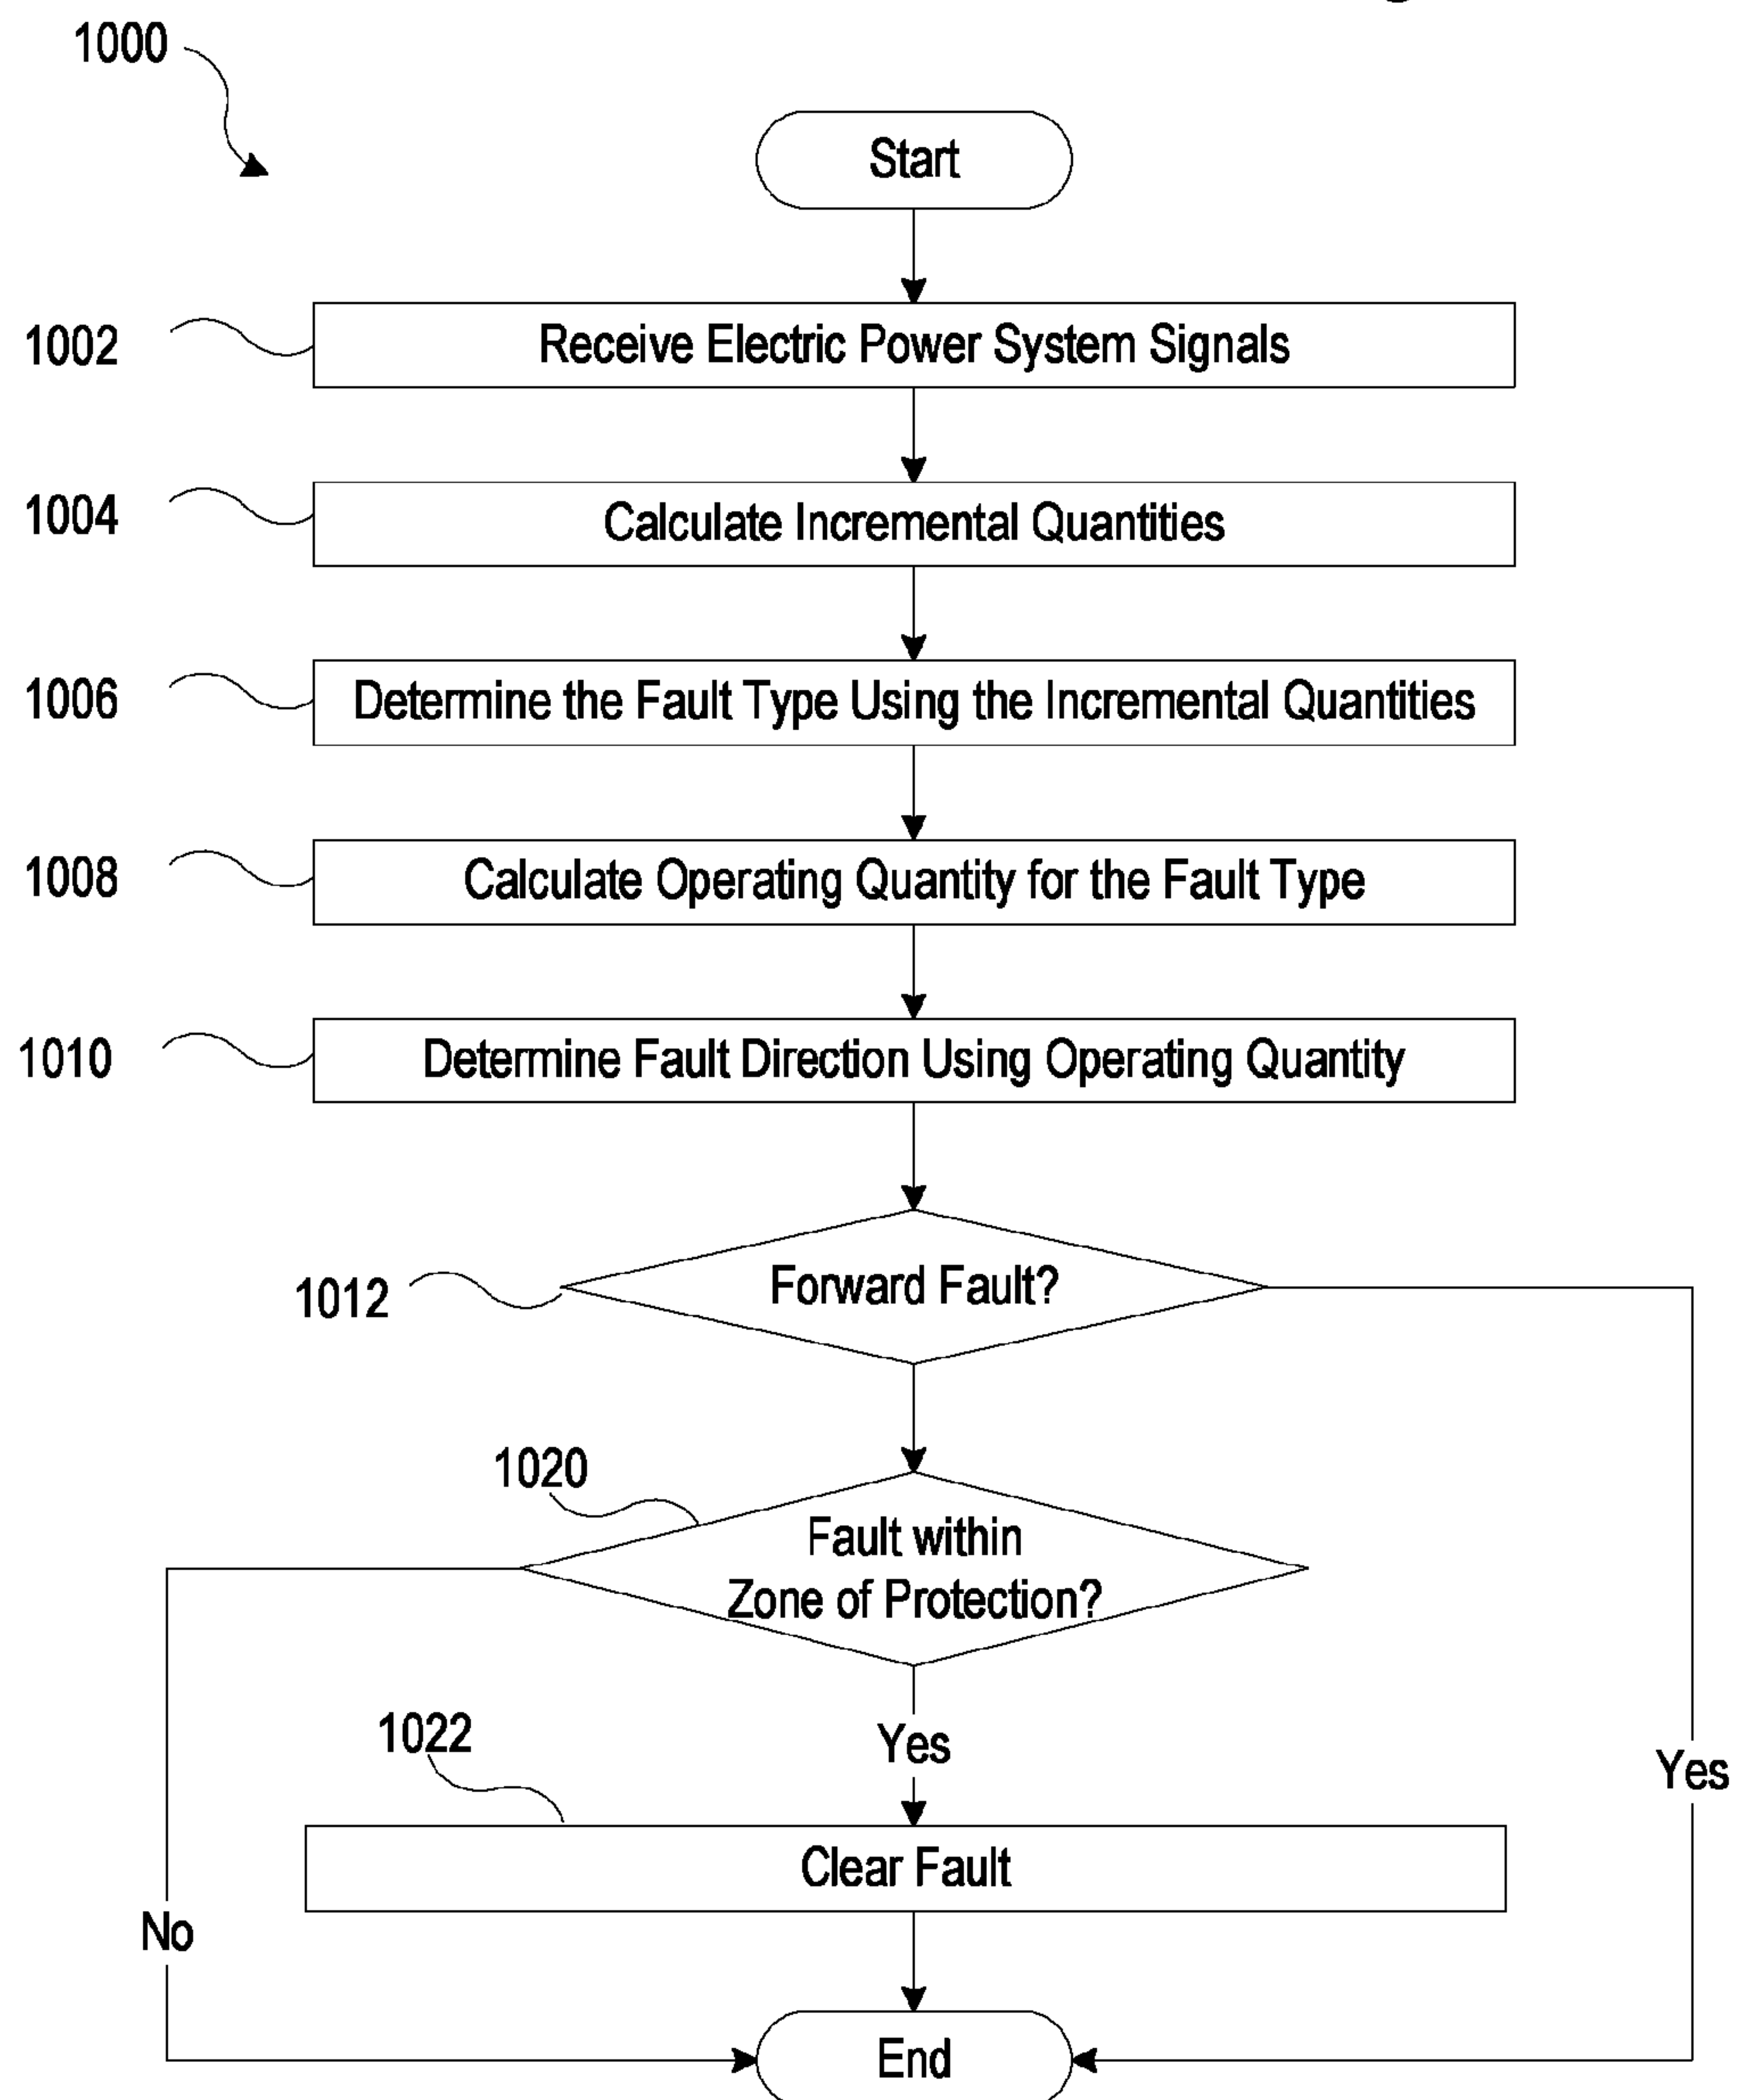 1000
Start
1002
Receive Electric Power System Signals
1004
Calculate Incremental Quantities
1006
Determine the Fault Type Using the Incremental Quantities
1008
Calculate Operating Quantity for the Fault Type
1010
Determine Fault Direction Using Operating Quantity
1012
Forward Fault?
1020
Fault within
Zone of Protection?
1022
Yes
Yes
Clear Fault
No
End